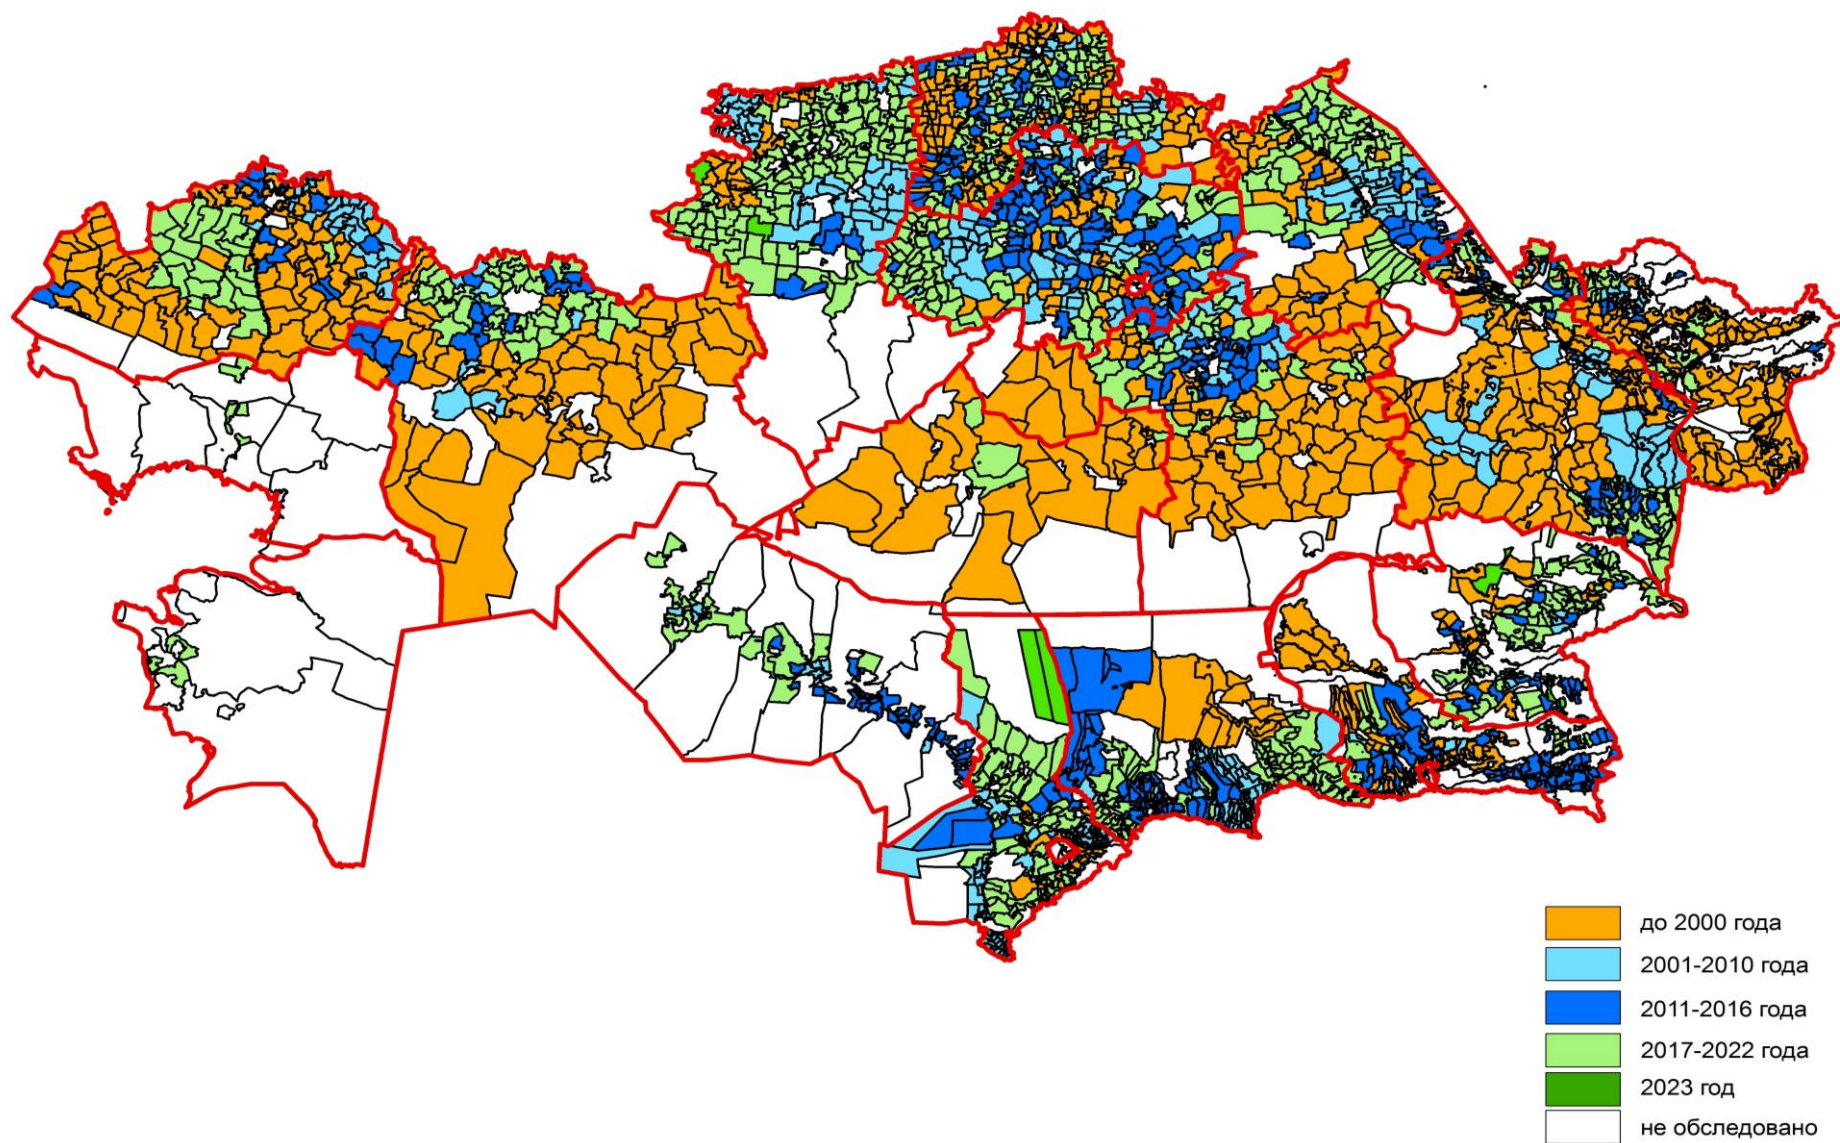 до 2000 года
2001-2010 года
2011-2016 года
2017-2022 года
2023 год
не обследовано